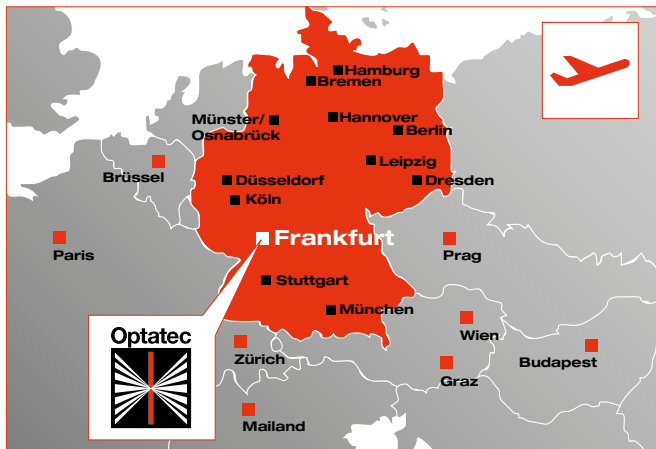 Hamburg
Bremen
Münster/
Osnabrück
Hannover
Berlin
Leipzig
Brüssel
Düsseldorf
Dresden
Köln
Frankfurt
Paris
Prag
Stuttgart
München
Optatec
Wien
Zürich
Budapest
Graz
Mailand